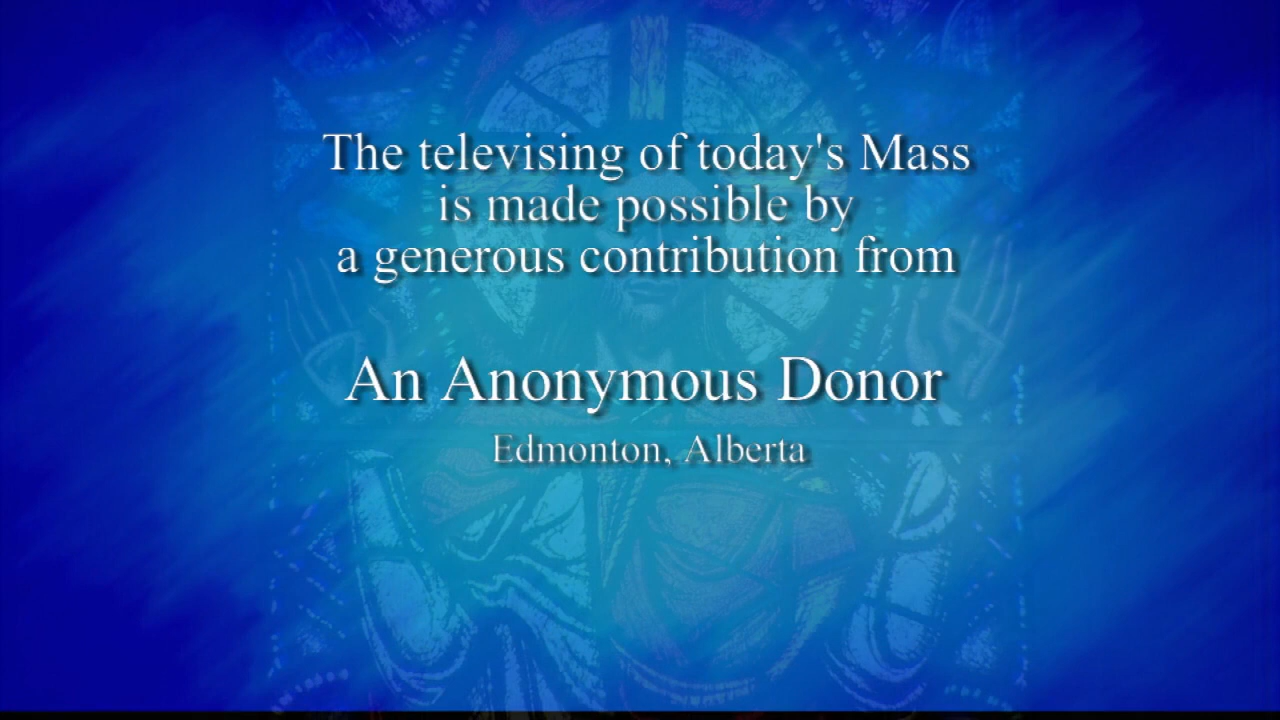 The televising of today's Mass
is made possible by
a generous contribution from
An Anonymous Donor
Edmonton, Alberta